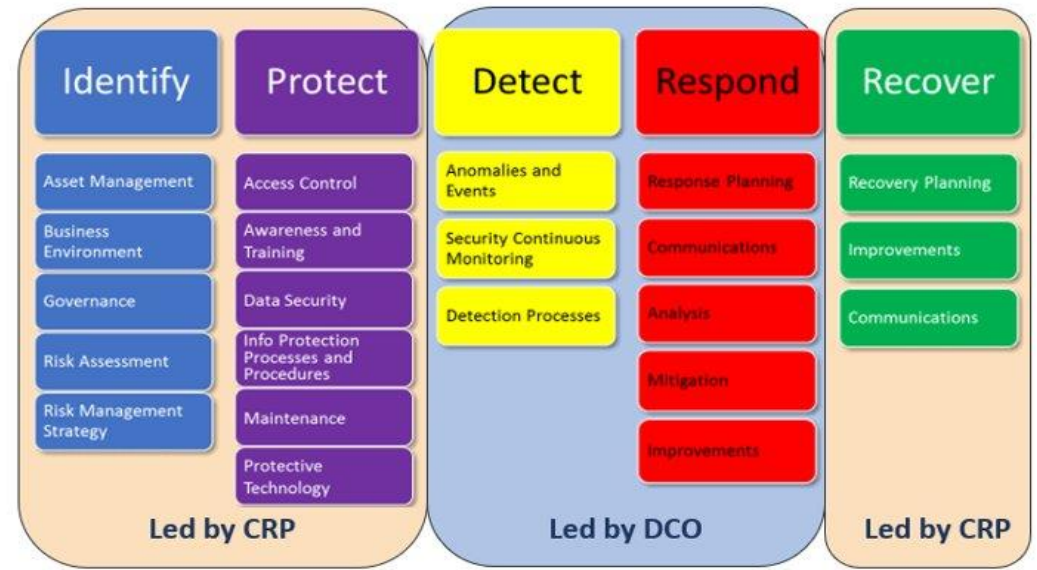 Identify
Protect
Detect
Respond
Recover
Asset Management
Business
Environment
Governance
Risk Assessment
Risk Management
Strategy
Access Control
Awareness and
Training
Data Security
Info Protection
Processes and
Procedures
Maintenance
Protective
Technology
Anomalies and
Events
Security Continuous
Monitoring
Detection Processes
Response Planning
Communications
Analysis
Mitigation
Improvements
Recovery Planning
Improvements
Communications
Led by CRP
Led by DCO
Led by CRP